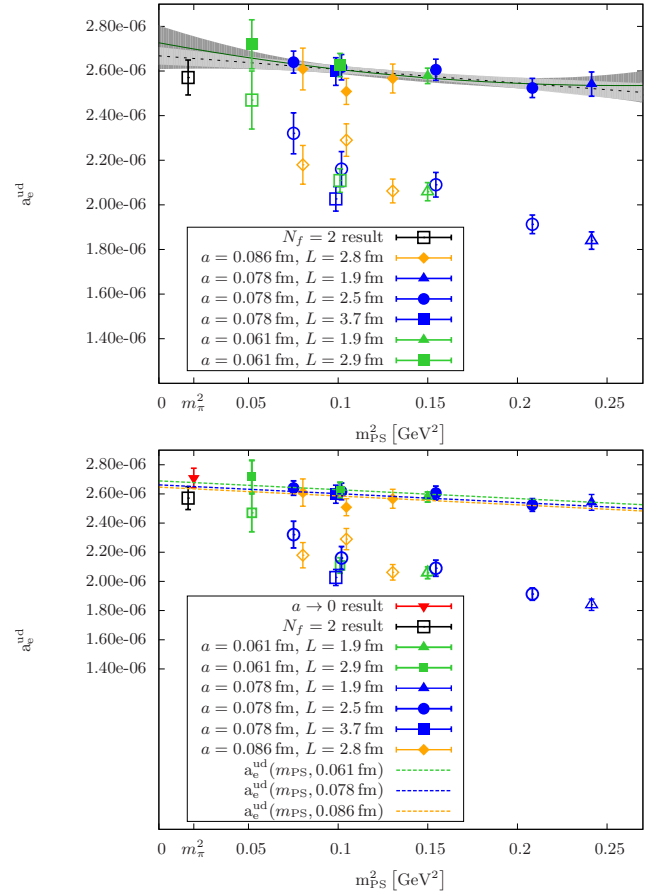 2.80e-06
2.60e-06
2.40e-06
2.20e-06
2.00e-06
1.80e-06
1.60e-06
1.40e-06
a_e^ud
N_f = 2 result
a = 0.086 fm, L = 2.8 fm
a = 0.078 fm, L = 1.9 fm
a = 0.078 fm, L = 2.5 fm
a = 0.078 fm, L = 3.7 fm
a = 0.061 fm, L = 1.9 fm
a = 0.061 fm, L = 2.9 fm
0 m_π^2 0.05 0.1 0.15 0.2 0.25
m_PS^2 [GeV^2]
2.80e-06
2.60e-06
2.40e-06
2.20e-06
2.00e-06
1.80e-06
1.60e-06
1.40e-06
a_e^ud
a → 0 result
N_f = 2 result
a = 0.061 fm, L = 1.9 fm
a = 0.061 fm, L = 2.9 fm
a = 0.078 fm, L = 1.9 fm
a = 0.078 fm, L = 2.5 fm
a = 0.078 fm, L = 3.7 fm
a = 0.086 fm, L = 2.8 fm
a_e^ud(m_PS, 0.061 fm)
a_e^ud(m_PS, 0.078 fm)
a_e^ud(m_PS, 0.086 fm)
0 m_π^2 0.05 0.1 0.15 0.2 0.25
m_PS^2 [GeV^2]